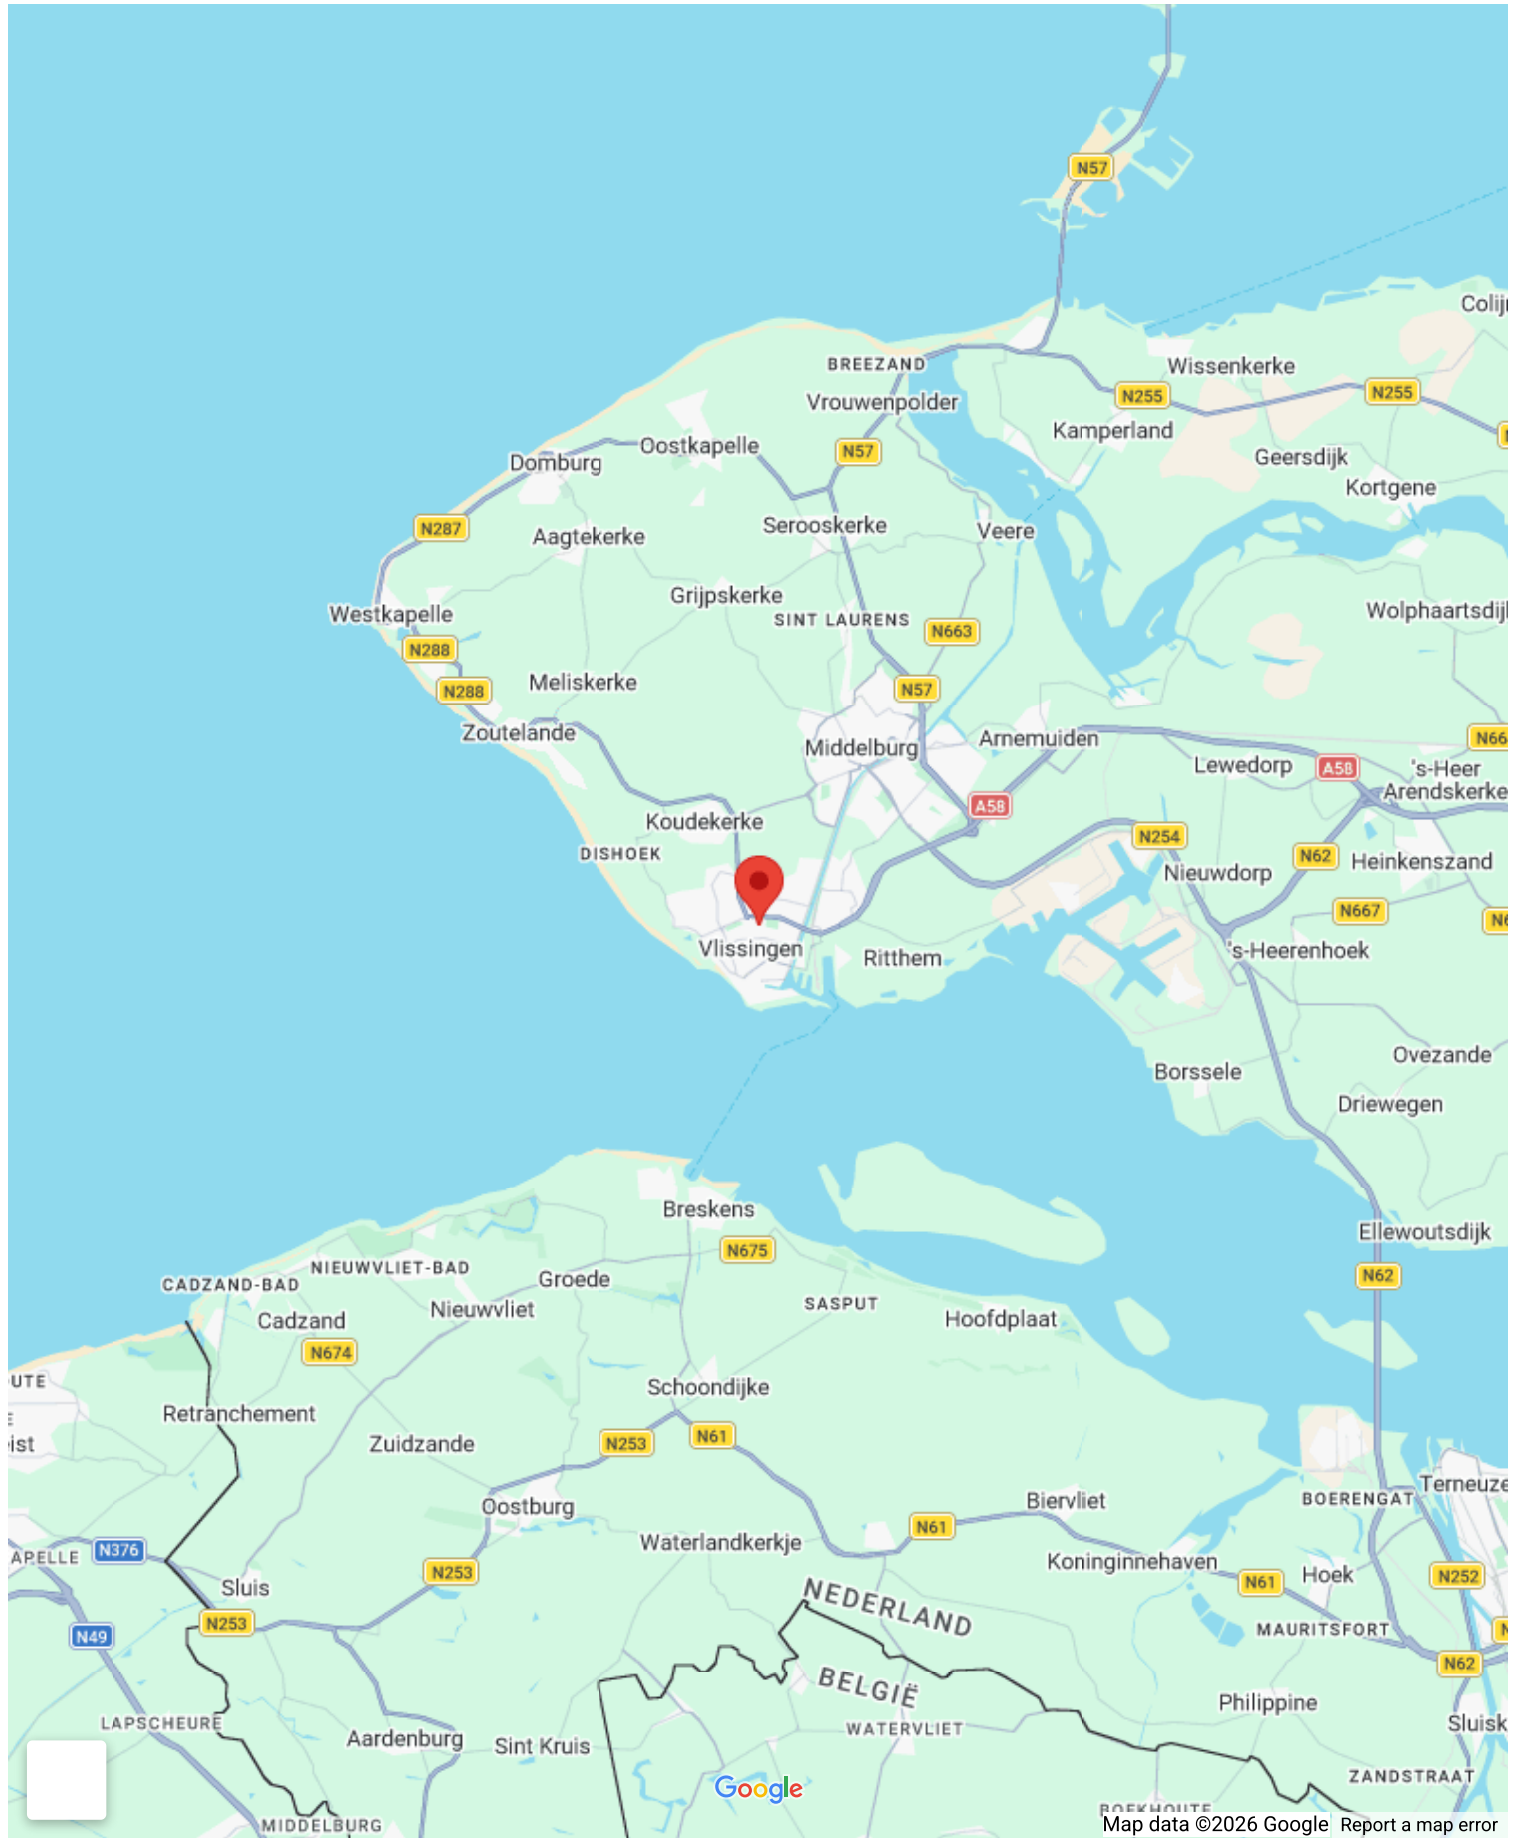 N57
Colij
BREEZAND
Wissenkerke
N255
N255
Vrouwenpolder
Kamperland
Oostkapelle
N57
Domburg
Geersdijk
Kortgene
N287
Serooskerke
Veere
Aagtekerke
Grijpskerke
Westkapelle
SINT LAURENS
N663
Wolphaartsdij
N288
Meliskerke
N288
N57
Zoutelande
Middelburg
Arnemuiden
N66
Lewedorp
A58
's-Heer
Arendskerke
A58
Koudekerke
N254
DISHOEK
N62
Heinkenszand
Nieuwdorp
N667
N6
Vlissingen
Ritthem
's-Heerenhoek
Ovezande
Borssele
Driewegen
Breskens
Ellewoutsdijk
N675
NIEUWVLIET-BAD
CADZAND-BAD
Groede
N62
Nieuwvliet
SASPUT
Cadzand
Hoofdplaat
N674
UTE
Schoondijke
Retranchement
N253
N61
ist
Zuidzande
Terneuze
Oostburg
Biervliet
BOERENGAT
N61
Waterlandkerkje
N376
APELLE
Koninginnehaven
N253
Sluis
N61
Hoek
N252
NEDERLAND
N253
N49
MAURITSFORT
N
N62
BELGIË
Philippine
LAPSCHEURE
WATERVLIET
Sluisk
Aardenburg
Sint Kruis
ZANDSTRAAT
Google
BOEKHOUTE
MIDDELBURG
Map data ©2026 Google
Report a map error